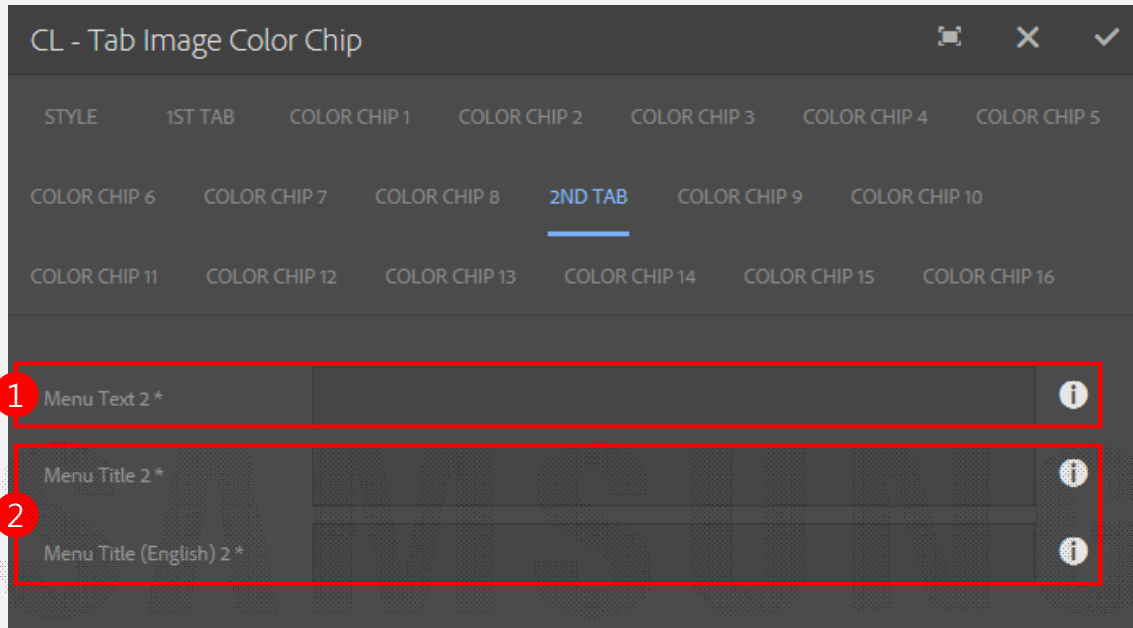 CL - Tab Image Color Chip
STYLE 1ST TAB COLOR CHIP 1 COLOR CHIP 2 COLOR CHIP 3 COLOR CHIP 4 COLOR CHIP 5
COLOR CHIP 6 COLOR CHIP 7 COLOR CHIP 8 2ND TAB COLOR CHIP 9 COLOR CHIP 10
COLOR CHIP 11 COLOR CHIP 12 COLOR CHIP 13 COLOR CHIP 14 COLOR CHIP 15 COLOR CHIP 16
1 Menu Text 2 *
Menu Title 2 *
2
Menu Title (English) 2 *
SAMSUNG